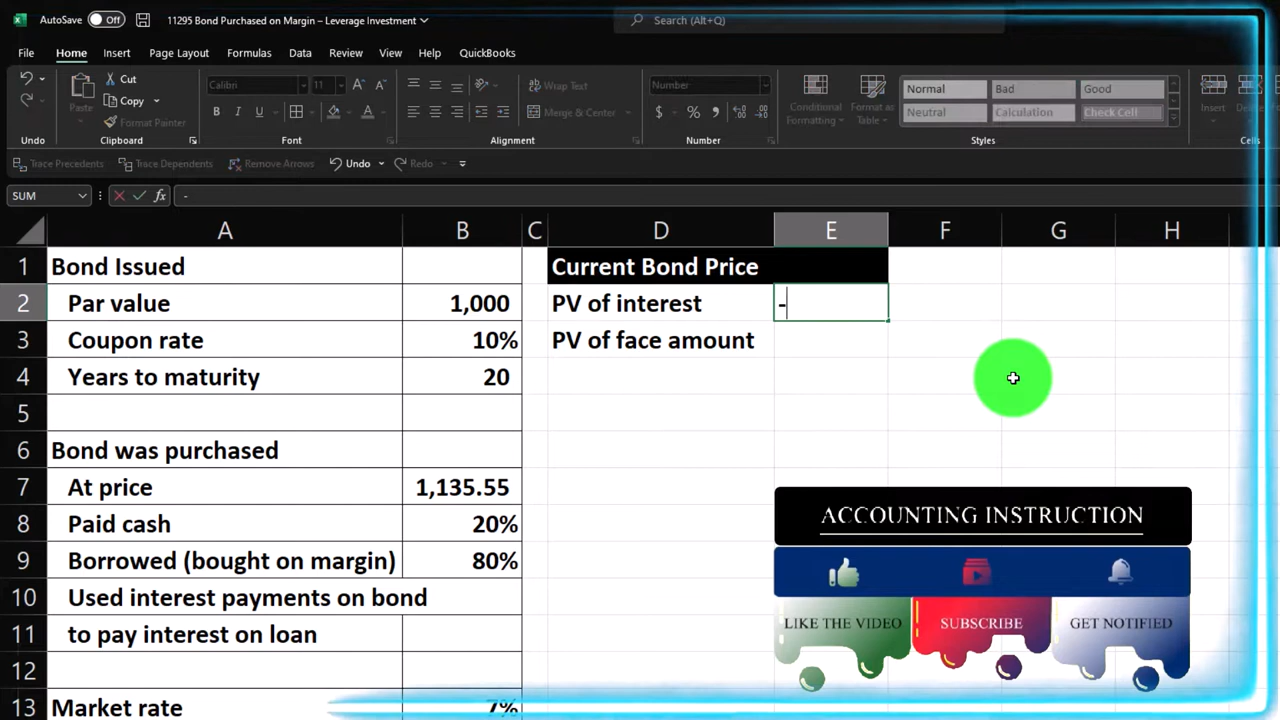 AutoSave Off 11295 Bond Purchased on Margin – Leverage Investment Search (Alt+Q)
File Home Insert Page Layout Formulas Data Review View Help QuickBooks
Undo
Paste
Cut
Copy
Format Painter
Clipboard
Calibri 11
B I U
Font
Wrap Text
Merge & Center
Alignment
Number
$ %
Number
Conditional Formatting
Format as Table
Normal Bad Good
Neutral Calculation Check Cell
Styles
Insert
Cells
Trace Precedents Trace Dependents Remove Arrows Undo Redo
SUM fx -
A B C D E F G H
1 Bond Issued Current Bond Price
2 Par value 1,000 PV of interest -
3 Coupon rate 10% PV of face amount
4 Years to maturity 20
5
6 Bond was purchased
7 At price 1,135.55
8 Paid cash 20%
9 Borrowed (bought on margin) 80%
10 Used interest payments on bond
11 to pay interest on loan
12
13 Market rate 7%
ACCOUNTING INSTRUCTION
LIKE THE VIDEO SUBSCRIBE GET NOTIFIED